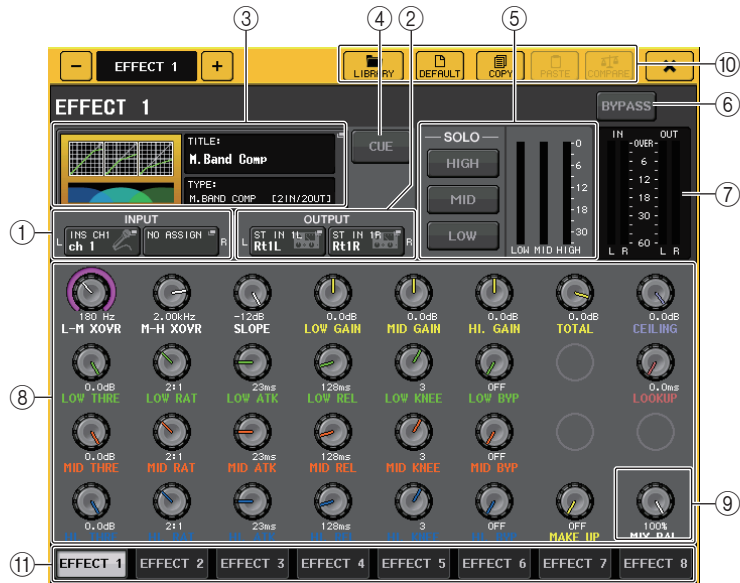 ③ ④ ② ⑤
− EFFECT 1 + LIBRARY DEFAULT COPY PASTE COMPARE ⑩
EFFECT 1 BYPASS ⑥
TITLE:
M.Band Comp
TYPE:
M.BAND COMP [2IN/2OUT]
CUE
SOLO
HIGH
MID
LOW
0
6
12
18
30
LOW MID HIGH
IN OUT
-OVER-
6
12
18
30
60
L R L R
⑦
① INPUT
L INS CH1 NO ASSIGN R
ch 1
OUTPUT
L ST IN 1L ST IN 1R R
Rt1L Rt1R
180 Hz 2.00kHz -12dB 0.0dB 0.0dB 0.0dB 0.0dB 0.0dB
L-M XOVR M-H XOVR SLOPE LOW GAIN MID GAIN HI. GAIN TOTAL CEILING
⑧
0.0dB 2:1 23ms 128ms 3 OFF 0.0ms
LOW THRE LOW RAT LOW ATK LOW REL LOW KNEE LOW BYP LOOKUP
0.0dB 2:1 23ms 128ms 3 OFF
MID THRE MID RAT MID ATK MID REL MID KNEE MID BYP
⑨
0.0dB 2:1 23ms 128ms 3 OFF OFF 100%
MAKE UP MIX BAL
⑪ EFFECT 1 EFFECT 2 EFFECT 3 EFFECT 4 EFFECT 5 EFFECT 6 EFFECT 7 EFFECT 8